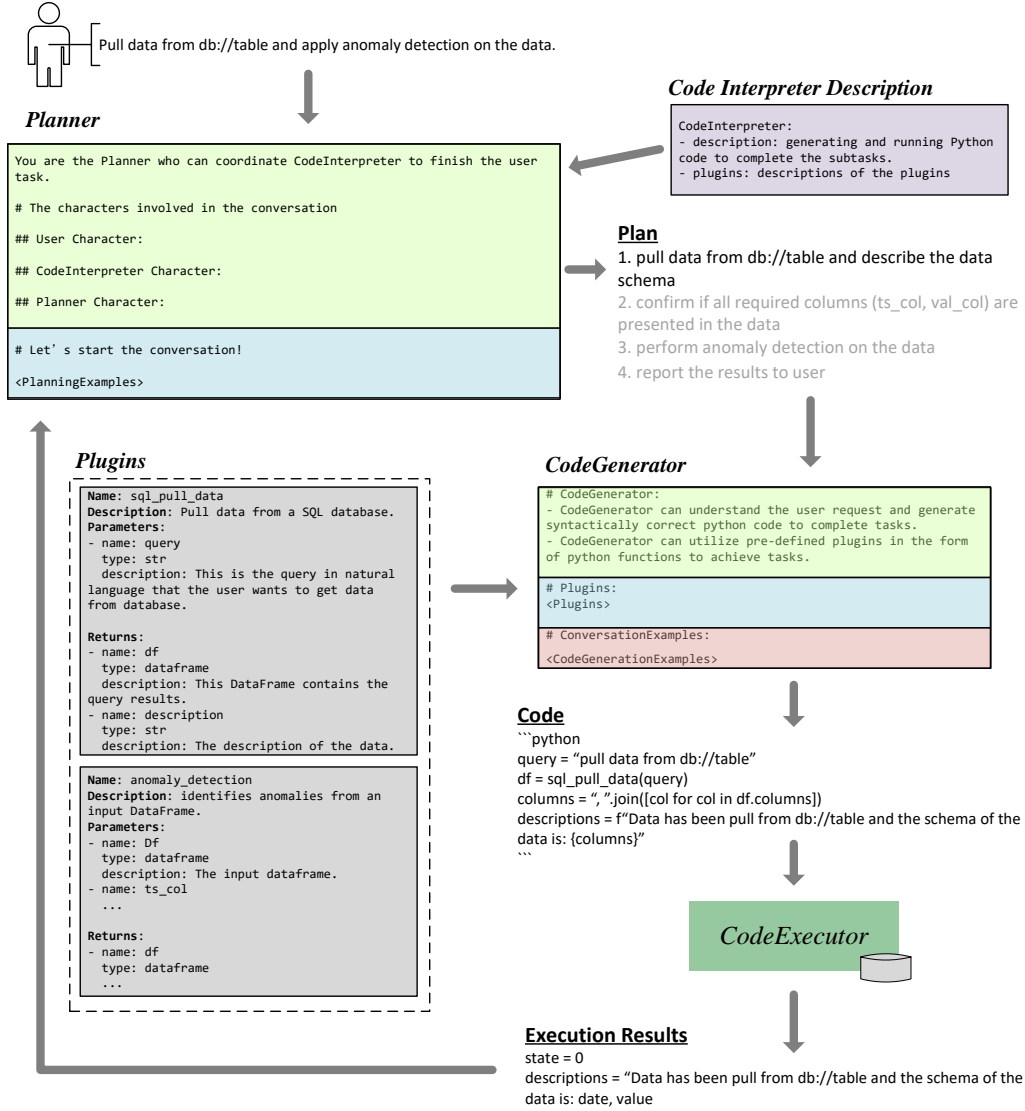 Pull data from db://table and apply anomaly detection on the data.
Code Interpreter Description
CodeInterpreter:
- description: generating and running Python
code to complete the subtasks.
- plugins: descriptions of the plugins
Planner
You are the Planner who can coordinate CodeInterpreter to finish the user
task.
# The characters involved in the conversation
## User Character:
## CodeInterpreter Character:
## Planner Character:
# Let's start the conversation!
<PlanningExamples>
Plan
1. pull data from db://table and describe the data
schema
2. confirm if all required columns (ts_col, val_col) are
presented in the data
3. perform anomaly detection on the data
4. report the results to user
Plugins
Name: sql_pull_data
Description: Pull data from a SQL database.
Parameters:
- name: query
type: str
description: This is the query in natural
language that the user wants to get data
from database.
Returns:
- name: df
type: dataframe
description: This DataFrame contains the
query results.
- name: description
type: str
description: The description of the data.
Name: anomaly_detection
Description: identifies anomalies from an
input DataFrame.
Parameters:
- name: Df
type: dataframe
description: The input dataframe.
- name: ts_col
...
Returns:
- name: df
type: dataframe
...
CodeGenerator
# CodeGenerator:
- CodeGenerator can understand the user request and generate
syntactically correct python code to complete tasks.
- CodeGenerator can utilize pre-defined plugins in the form
of python functions to achieve tasks.
# Plugins:
<Plugins>
# ConversationExamples:
<CodeGenerationExamples>
Code
```python
query = “pull data from db://table”
df = sql_pull_data(query)
columns = “, ”.join([col for col in df.columns])
descriptions = f“Data has been pull from db://table and the schema of the
data is: {columns}”
```
CodeExecutor
Execution Results
state = 0
descriptions = “Data has been pull from db://table and the schema of the
data is: date, value